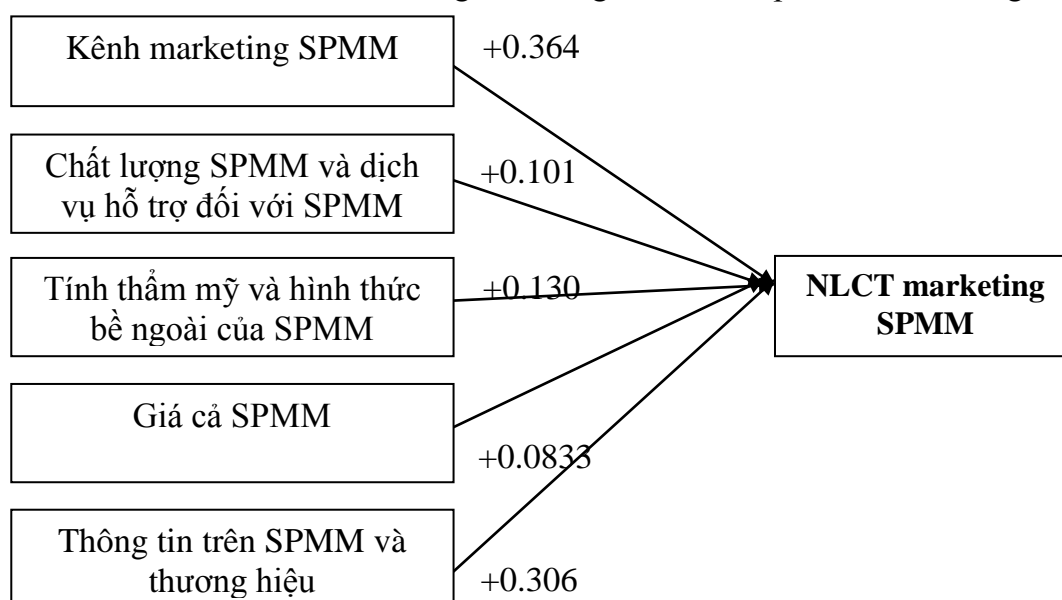 Kênh marketing SPMM
+0.364
Chất lượng SPMM và dịch
vụ hỗ trợ đối với SPMM
+0.101
Tính thẩm mỹ và hình thức
bề ngoài của SPMM
+0.130
NLCT marketing
SPMM
Giá cả SPMM
+0.0833
Thông tin trên SPMM và
thương hiệu
+0.306